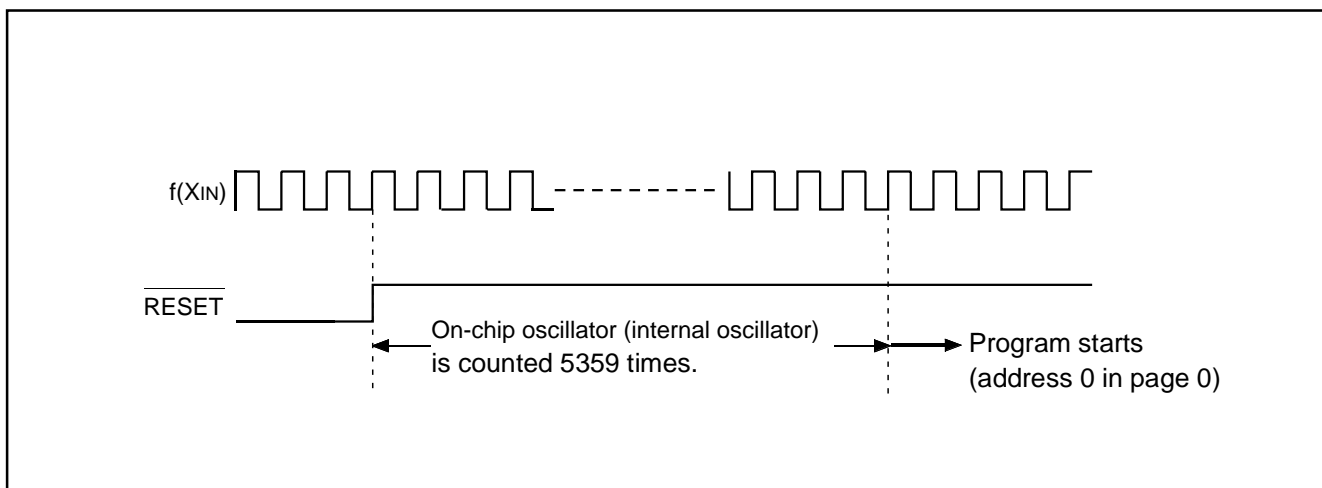 f(XIN)
RESET
On-chip oscillator (internal oscillator)
is counted 5359 times.
Program starts
(address 0 in page 0)